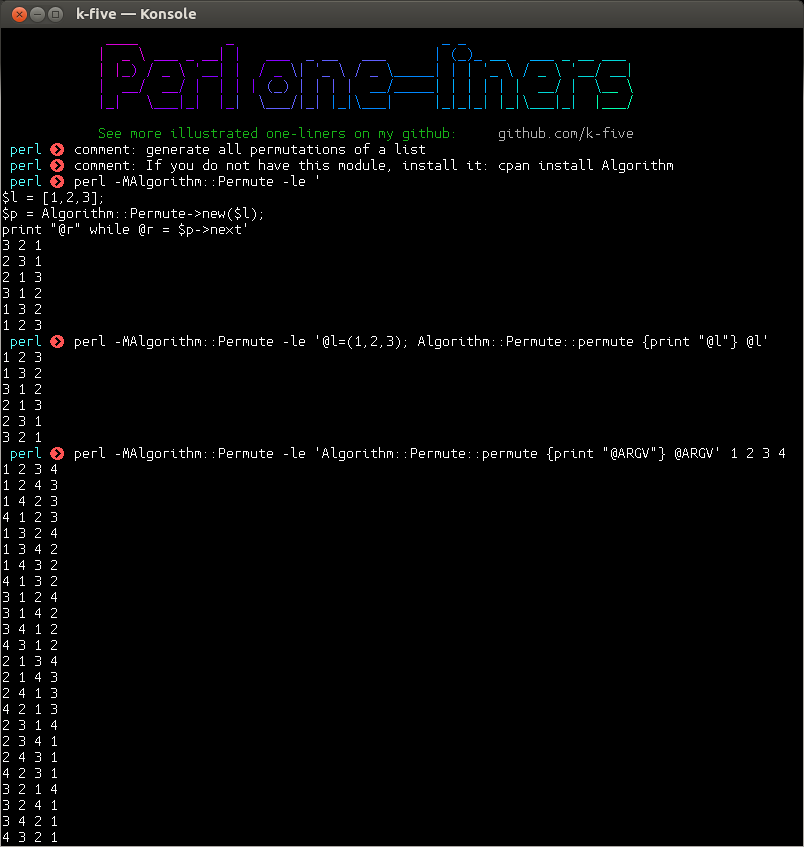 k-five — Konsole
Perl one-liners
See more illustrated one-liners on my github: github.com/k-five
perl comment: generate all permutations of a list
perl comment: If you do not have this module, install it: cpan install Algorithm
perl perl -MAlgorithm::Permute -le '
$l = [1,2,3];
$p = Algorithm::Permute->new($l);
print "@r" while @r = $p->next'
3 2 1
2 3 1
2 1 3
3 1 2
1 3 2
1 2 3
perl perl -MAlgorithm::Permute -le '@l=(1,2,3); Algorithm::Permute::permute {print "@l"} @l'
1 2 3
1 3 2
3 1 2
2 1 3
2 3 1
3 2 1
perl perl -MAlgorithm::Permute -le 'Algorithm::Permute::permute {print "@ARGV"} @ARGV' 1 2 3 4
1 2 3 4
1 2 4 3
1 4 2 3
4 1 2 3
1 3 2 4
1 3 4 2
1 4 3 2
4 1 3 2
3 1 2 4
3 1 4 2
3 4 1 2
4 3 1 2
2 1 3 4
2 1 4 3
2 4 1 3
4 2 1 3
2 3 1 4
2 3 4 1
2 4 3 1
4 2 3 1
3 2 1 4
3 2 4 1
3 4 2 1
4 3 2 1